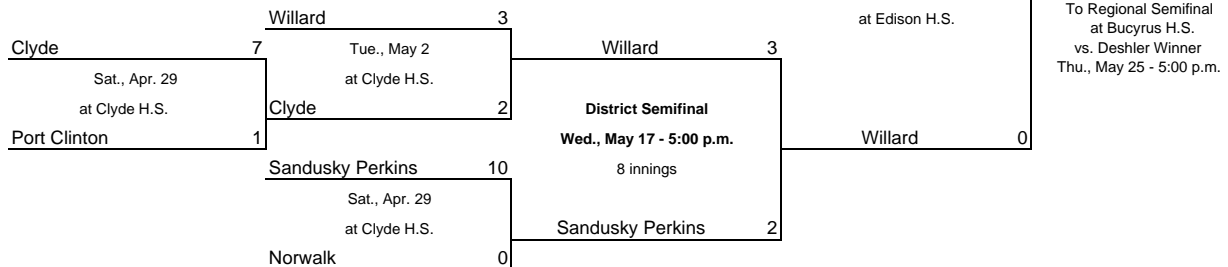 To Regional Semifinal
Willard 3
at Edison H.S.
at Bucyrus H.S.
Clyde 7
Tue., May 2
Willard 3
vs. Deshler Winner
Sat., Apr. 29
at Clyde H.S.
Thu., May 25 - 5:00 p.m.
at Clyde H.S.
Clyde 2
District Semifinal
Port Clinton 1
Wed., May 17 - 5:00 p.m.
Willard 0
Sandusky Perkins 10
8 innings
Sat., Apr. 29
at Clyde H.S.
Sandusky Perkins 2
Norwalk 0